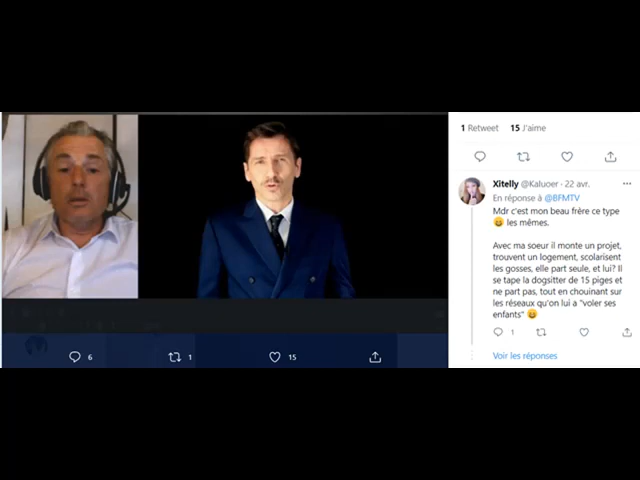 1 Retweet 15 J'aime
Xitelly @Kaluoer · 22 avr.
En réponse à @BFMTV
Mdr c'est mon beau frère ce type
😄 les mêmes.
Avec ma soeur il monte un projet,
trouvent un logement, scolarisent
les gosses, elle part seule, et lui? Il
se tape la dogsitter de 15 piges et
ne part pas, tout en chouinant sur
les réseaux qu'on lui a "voler ses
enfants" 😄
1
Voir les réponses
6 1 15